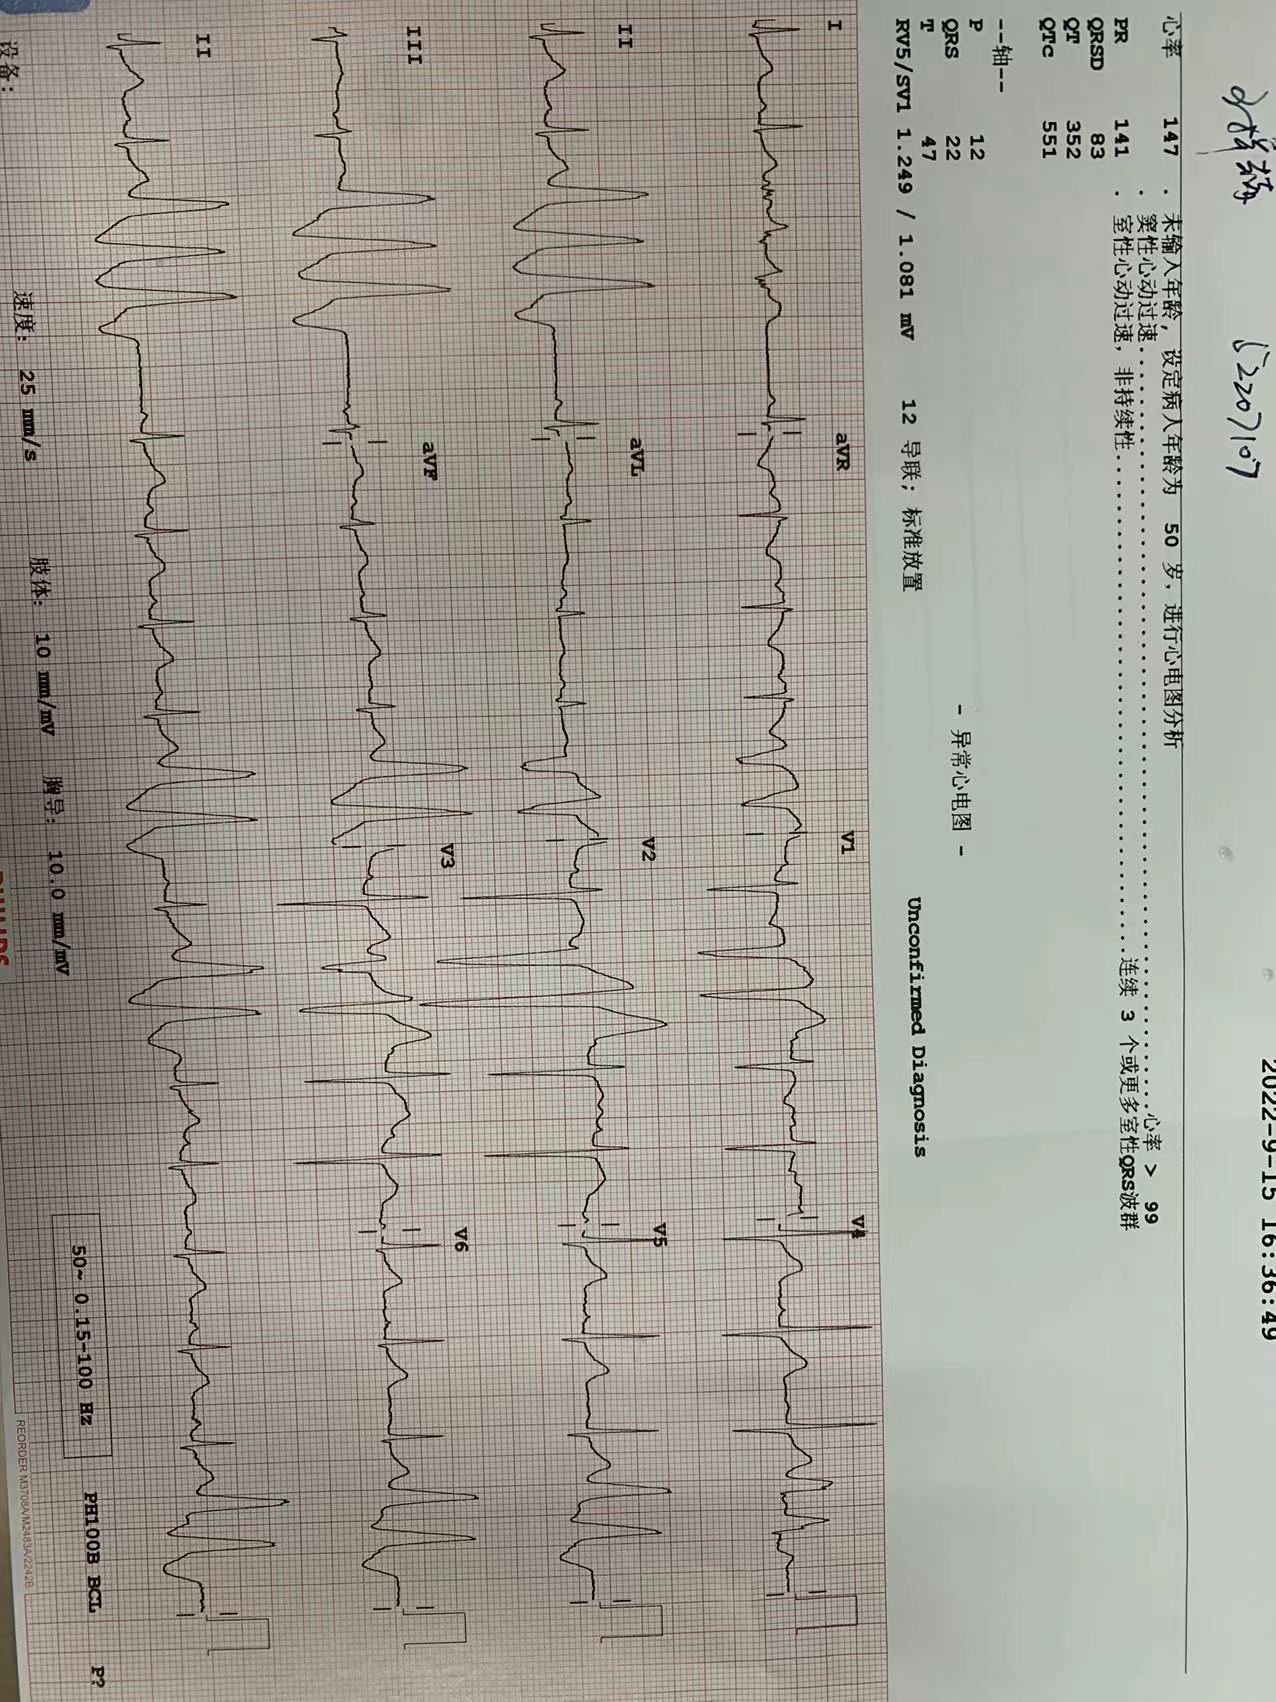 15220710?
2022-9-15 16:36:49
心率 147 . 未输入年龄, 设定病人年龄为 50 岁, 进行心电图分析
. 窦性心动过速...........................................................心率 > 99
PR 141 . 室性心动过速, 非持续性.............................................连续 3 个或更多室性QRS波群
QRSD 83
QT 352
QTc 551
--轴--
P 12
QRS 22
T 47
- 异常心电图 -
RV5/SV1 1.249 / 1.081 mV 12 导联; 标准放置 Unconfirmed Diagnosis
I aVR V1 V4
II aVL V2 V5
III aVF V3 V6
II
设备: 速度: 25 mm/s 肢体: 10 mm/mV 胸导: 10.0 mm/mV 50~ 0.15-100 Hz PH100B BCL P?
PHILIPS
REORDER M3708A/M2483A/2242B